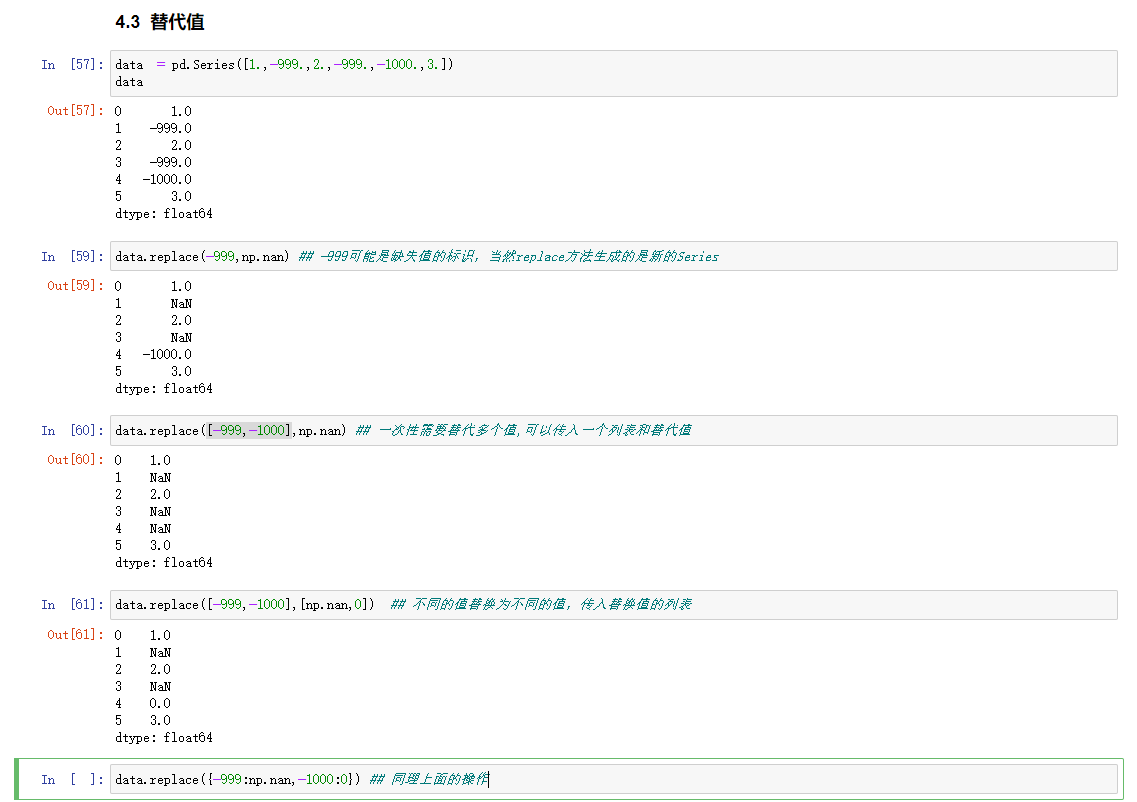 4.3 替代值
In [57]: data = pd.Series([1.,-999.,2.,-999.,-1000.,3.])
data
Out[57]: 0 1.0
1 -999.0
2 2.0
3 -999.0
4 -1000.0
5 3.0
dtype: float64
In [59]: data.replace(-999,np.nan) ## -999可能是缺失值的标识，当然replace方法生成的是新的Series
Out[59]: 0 1.0
1 NaN
2 2.0
3 NaN
4 -1000.0
5 3.0
dtype: float64
In [60]: data.replace([-999,-1000],np.nan) ## 一次性需要替代多个值,可以传入一个列表和替代值
Out[60]: 0 1.0
1 NaN
2 2.0
3 NaN
4 NaN
5 3.0
dtype: float64
In [61]: data.replace([-999,-1000],[np.nan,0]) ## 不同的值替换为不同的值，传入替换值的列表
Out[61]: 0 1.0
1 NaN
2 2.0
3 NaN
4 0.0
5 3.0
dtype: float64
In [ ]: data.replace({-999:np.nan,-1000:0}) ## 同理上面的操作